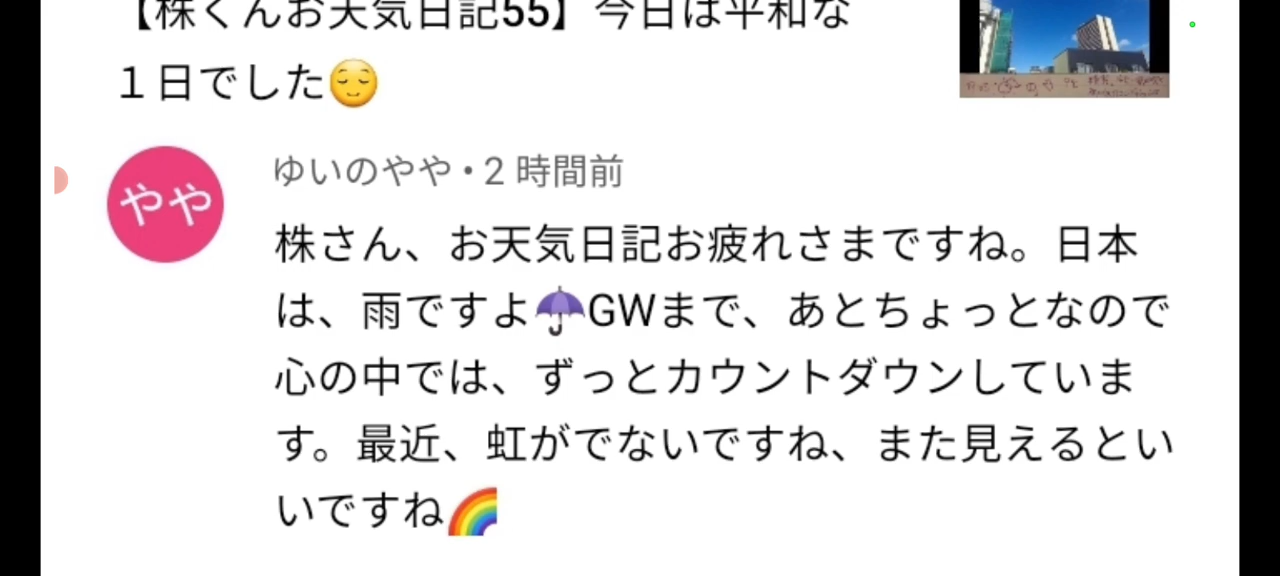 【株くんお天気日記55】今日は平和な
１日でした😌
やや
ゆいのやや • 2 時間前
株さん、お天気日記お疲れさまですね。日本
は、雨ですよ☂GWまで、あとちょっとなので
心の中では、ずっとカウントダウンしていま
す。最近、虹がでないですね、また見えるとい
いですね🌈